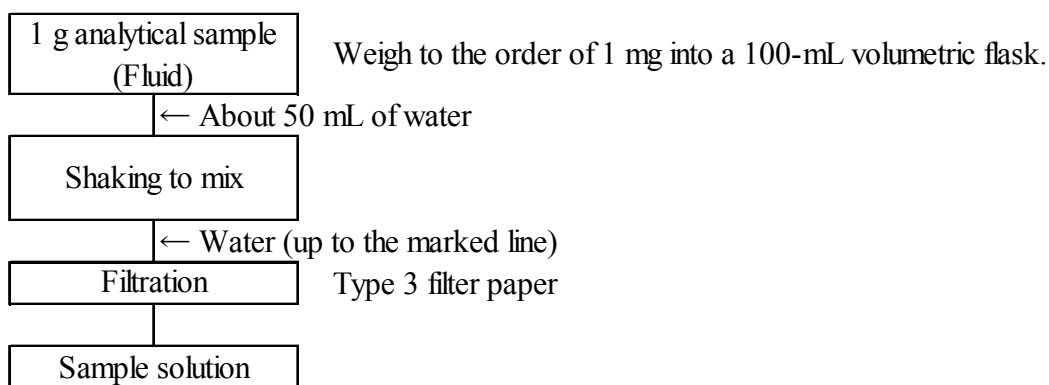 1 g analytical sample
(Fluid)
Weigh to the order of 1 mg into a 100-mL volumetric flask.
← About 50 mL of water
Shaking to mix
← Water (up to the marked line)
Filtration
Type 3 filter paper
Sample solution